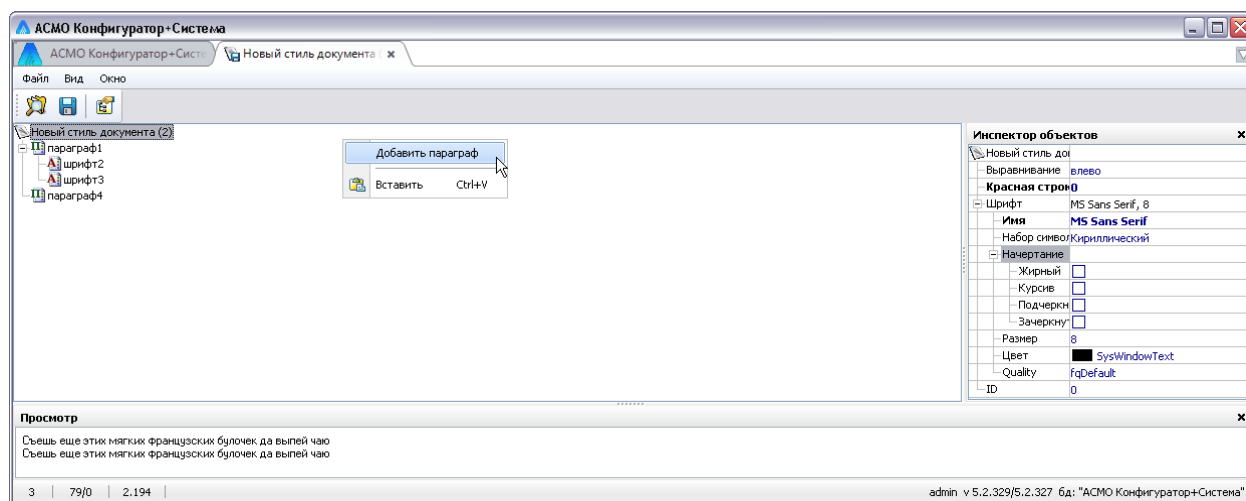 АСМО Конфигуратор+Система
АСМО Конфигуратор+Систе
Новый стиль документа (
Файл Вид Окно
Новый стиль документа (2)
параграф1
шрифт2
шрифт3
параграф4
Добавить параграф
Вставить Ctrl+V
Инспектор объектов
Новый стиль дон
Выравнивание влево
Красная строк 0
Шрифт MS Sans Serif, 8
Имя MS Sans Serif
Набор символ Кириллический
Начертание
Жирный
Курсив
Подчеркн
Зачеркну
Размер 8
Цвет SysWindowText
Quality fqDefault
ID 0
Просмотр
Съешь еще этих мягких французских булочек да выпей чаю
Съешь еще этих мягких французских булочек да выпей чаю
3 79/0 2.194 admin v 5.2.329/5.2.327 бд: "АСМО Конфигуратор+Система"